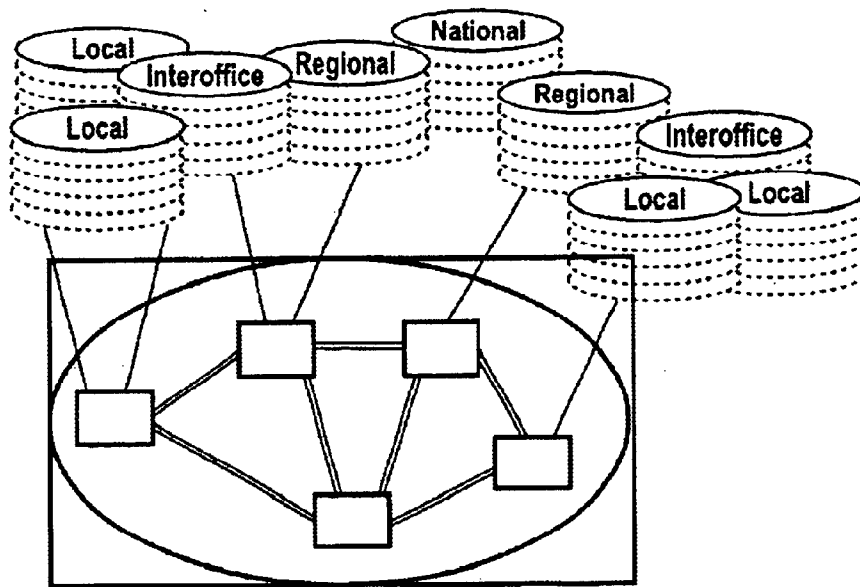 Local
Interoffice
Regional
National
Regional
Local
Interoffice
Local
Local